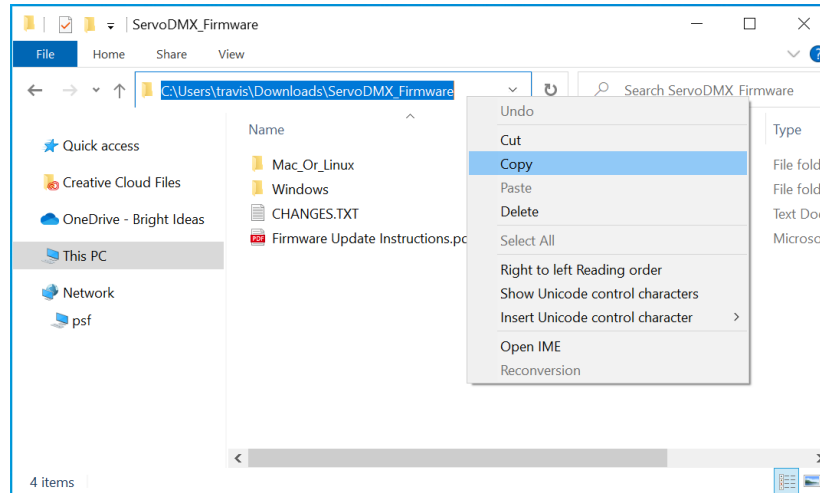 ServoDMX_Firmware
File Home Share View
C:\Users\travis\Downloads\ServoDMX_Firmware
Search ServoDMX_Firmware
Quick access
Creative Cloud Files
OneDrive - Bright Ideas
This PC
Network
psf
Name
Type
Mac_Or_Linux
File fold
Windows
File fold
CHANGES.TXT
Text Doc
Firmware Update Instructions.pd
Microso
Undo
Cut
Copy
Paste
Delete
Select All
Right to left Reading order
Show Unicode control characters
Insert Unicode control character
Open IME
Reconversion
4 items